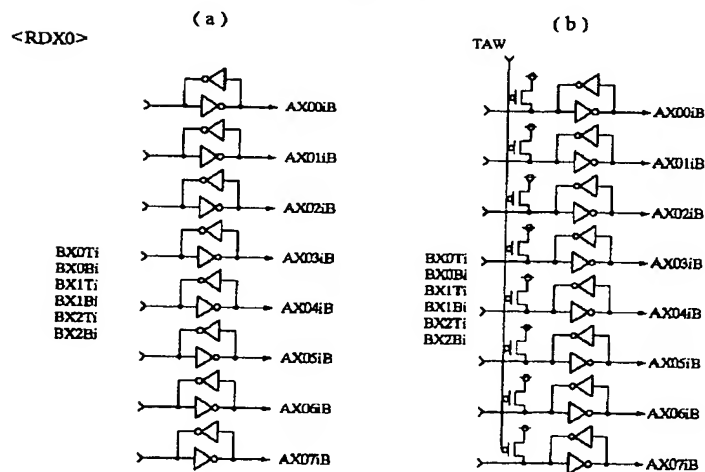 <RDX0>
(a)
AX00iB
AX01iB
AX02iB
AX03iB
AX04iB
AX05iB
AX06iB
AX07iB
BX0Ti
BX0Bi
BX1Ti
BX1Bi
BX2Ti
BX2Bi
(b)
TAW
AX00iB
AX01iB
AX02iB
AX03iB
AX04iB
AX05iB
AX06iB
AX07iB
BX0Ti
BX0Bi
BX1Ti
BX1Bi
BX2Ti
BX2Bi